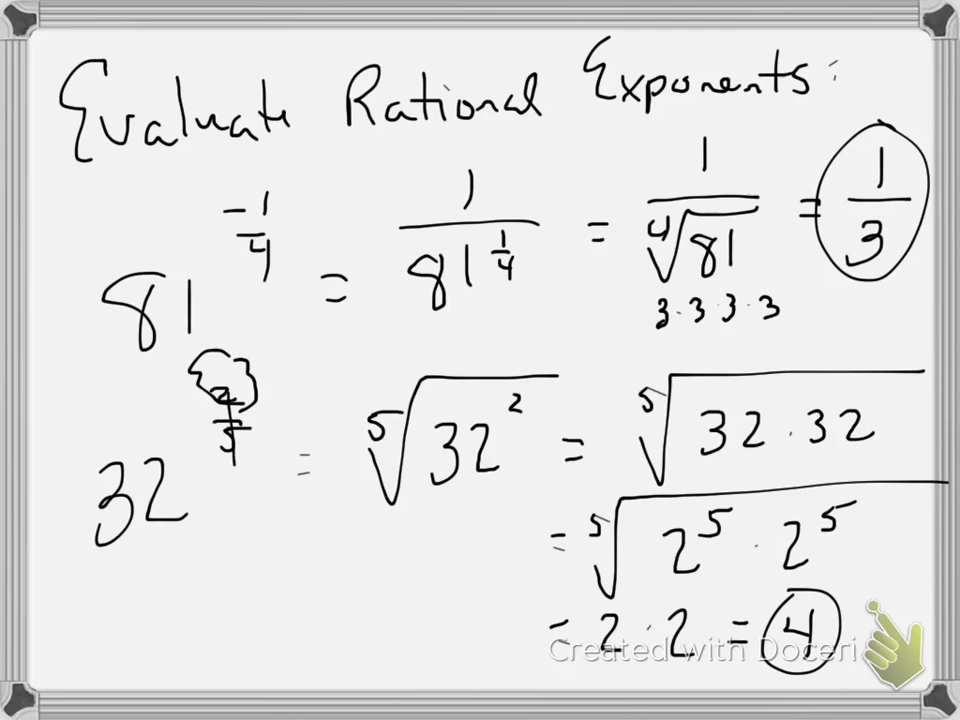 Evaluate Rational Exponents:
81^(-1/4) = 1/81^(1/4) = 1/∜81 = 1/3
3·3·3·3
32^(2/5) = ⁵√(32²) = ⁵√(32·32)
= ⁵√(2⁵·2⁵)
= 2·2 = 4
Created with Doceri